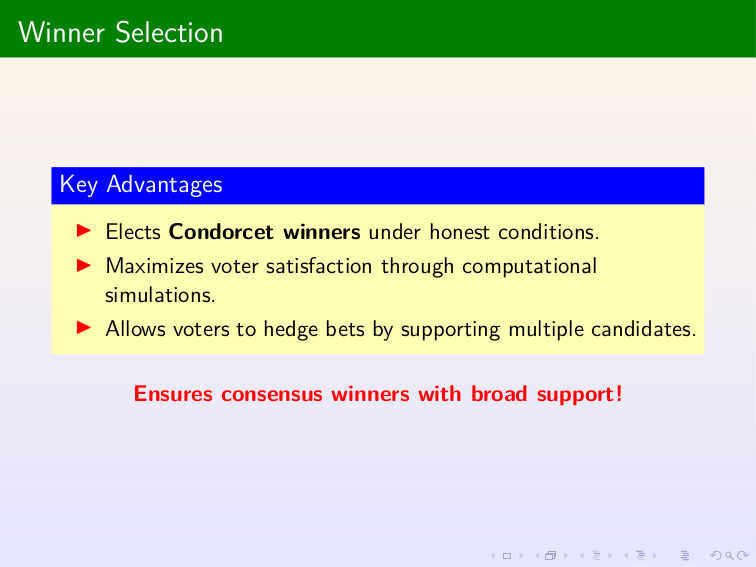 Winner Selection
Key Advantages
Elects Condorcet winners under honest conditions.
Maximizes voter satisfaction through computational
simulations.
Allows voters to hedge bets by supporting multiple candidates.
Ensures consensus winners with broad support!